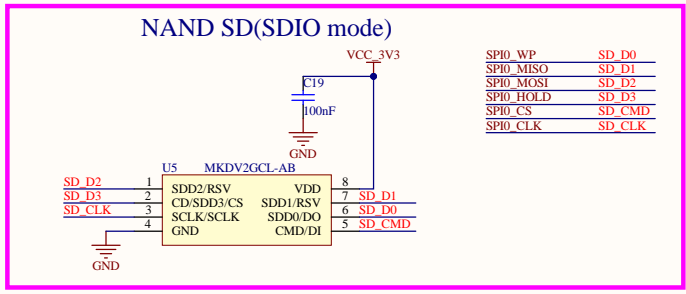 NAND SD(SDIO mode)
VCC_3V3
C19
100nF
GND
SPI0_WP SD_D0
SPI0_MISO SD_D1
SPI0_MOSI SD_D2
SPI0_HOLD SD_D3
SPI0_CS SD_CMD
SPI0_CLK SD_CLK
U5 MKDV2GCL-AB
SD_D2 1 SDD2/RSV VDD 8
SD_D3 2 CD/SDD3/CS SDD1/RSV 7 SD_D1
SD_CLK 3 SCLK/SCLK SDD0/DO 6 SD_D0
4 GND CMD/DI 5 SD_CMD
GND